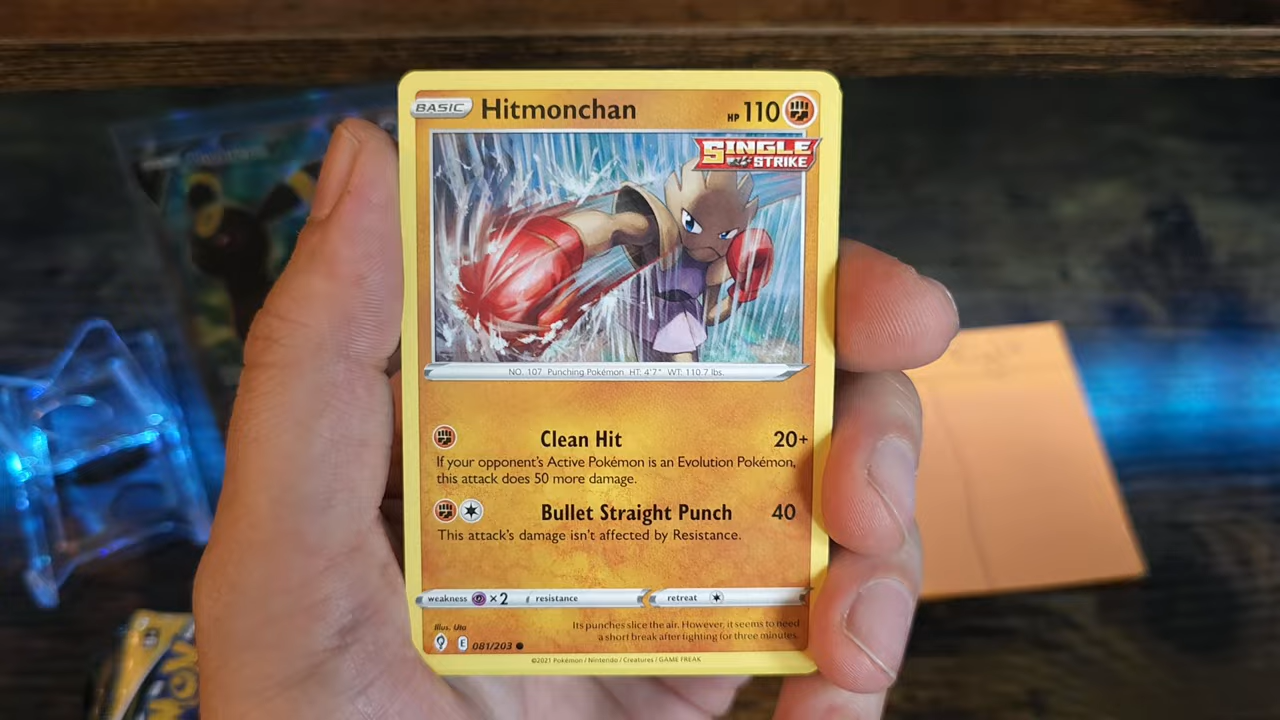 BASIC Hitmonchan HP 110
SINGLE
STRIKE
NO. 107 Punching Pokémon HT: 4'7" WT: 110.7 lbs.
Clean Hit 20+
If your opponent's Active Pokémon is an Evolution Pokémon,
this attack does 50 more damage.
Bullet Straight Punch 40
This attack's damage isn't affected by Resistance.
weakness ×2 resistance retreat
Illus. Uta
Its punches slice the air. However, it seems to need
a short break after fighting for three minutes.
E 081/203
©2021 Pokémon / Nintendo / Creatures / GAME FREAK